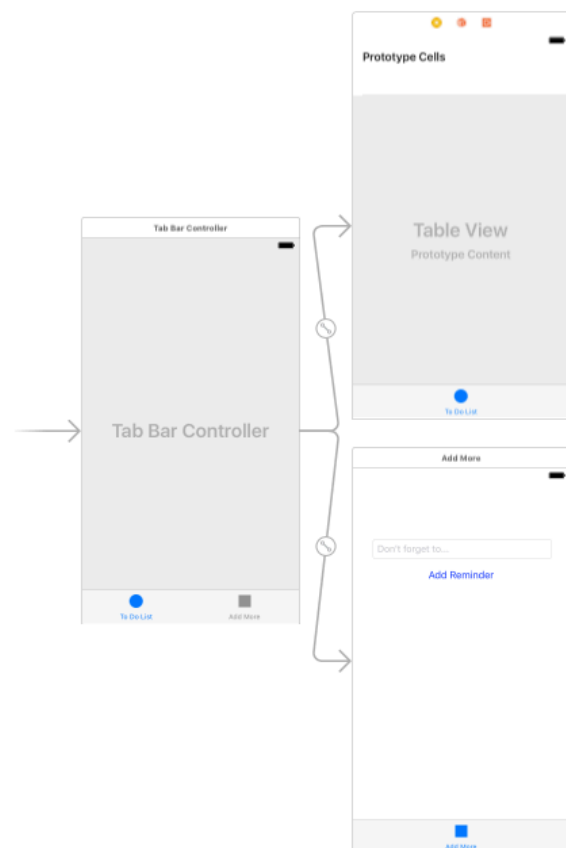 Prototype Cells
Table View
Prototype Content
To Do List
Tab Bar Controller
Tab Bar Controller
To Do List
Add More
Add More
Don't forget to...
Add Reminder
Add More